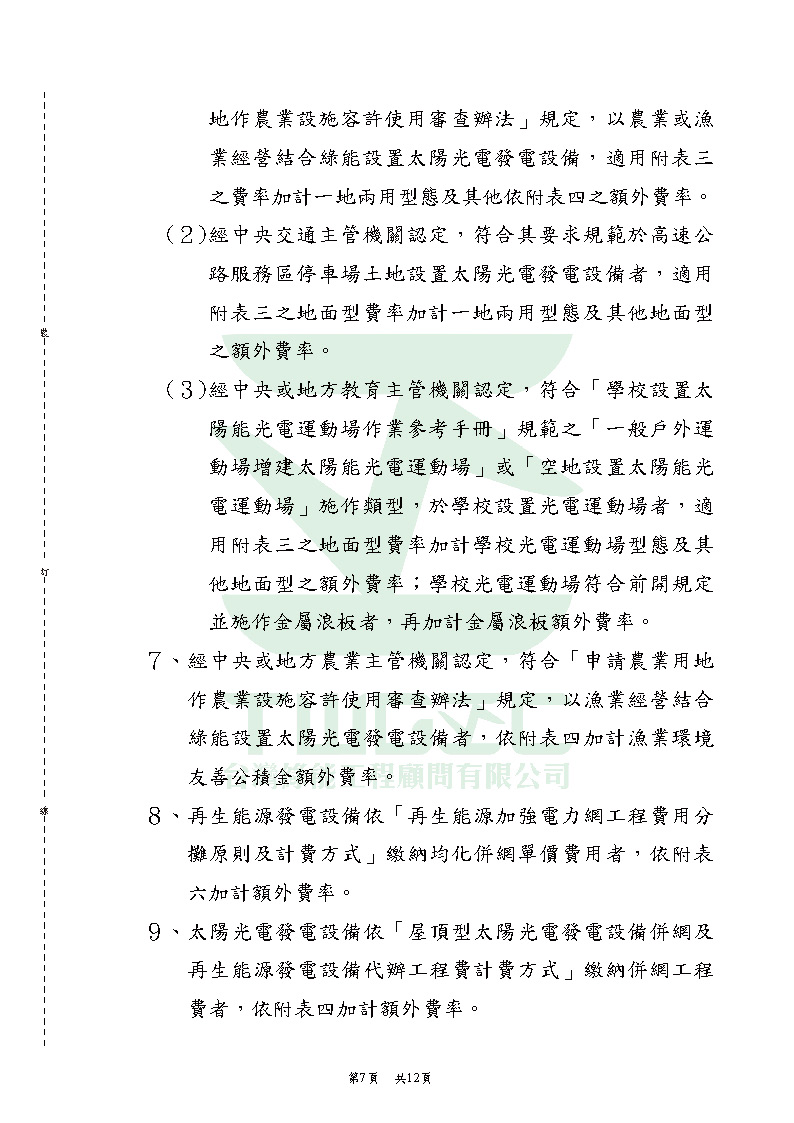 地作農業設施容許使用審查辦法」規定，以農業或漁
業經營結合綠能設置太陽光電發電設備，適用附表三
之費率加計一地兩用型態及其他依附表四之額外費率。
(２)經中央交通主管機關認定，符合其要求規範於高速公
路服務區停車場土地設置太陽光電發電設備者，適用
附表三之地面型費率加計一地兩用型態及其他地面型
之額外費率。
(３)經中央或地方教育主管機關認定，符合「學校設置太
陽能光電運動場作業參考手冊」規範之「一般戶外運
動場增建太陽能光電運動場」或「空地設置太陽能光
電運動場」施作類型，於學校設置光電運動場者，適
用附表三之地面型費率加計學校光電運動場型態及其
他地面型之額外費率；學校光電運動場符合前開規定
並施作金屬浪板者，再加計金屬浪板額外費率。
７、經中央或地方農業主管機關認定，符合「申請農業用地
作農業設施容許使用審查辦法」規定，以漁業經營結合
綠能設置太陽光電發電設備者，依附表四加計漁業環境
友善公積金額外費率。
台灣綠能工程顧問有限公司
８、再生能源發電設備依「再生能源加強電力網工程費用分
攤原則及計費方式」繳納均化併網單價費用者，依附表
六加計額外費率。
９、太陽光電發電設備依「屋頂型太陽光電發電設備併網及
再生能源發電設備代辦工程費計費方式」繳納併網工程
費者，依附表四加計額外費率。
裝
訂
線
第7頁 共12頁